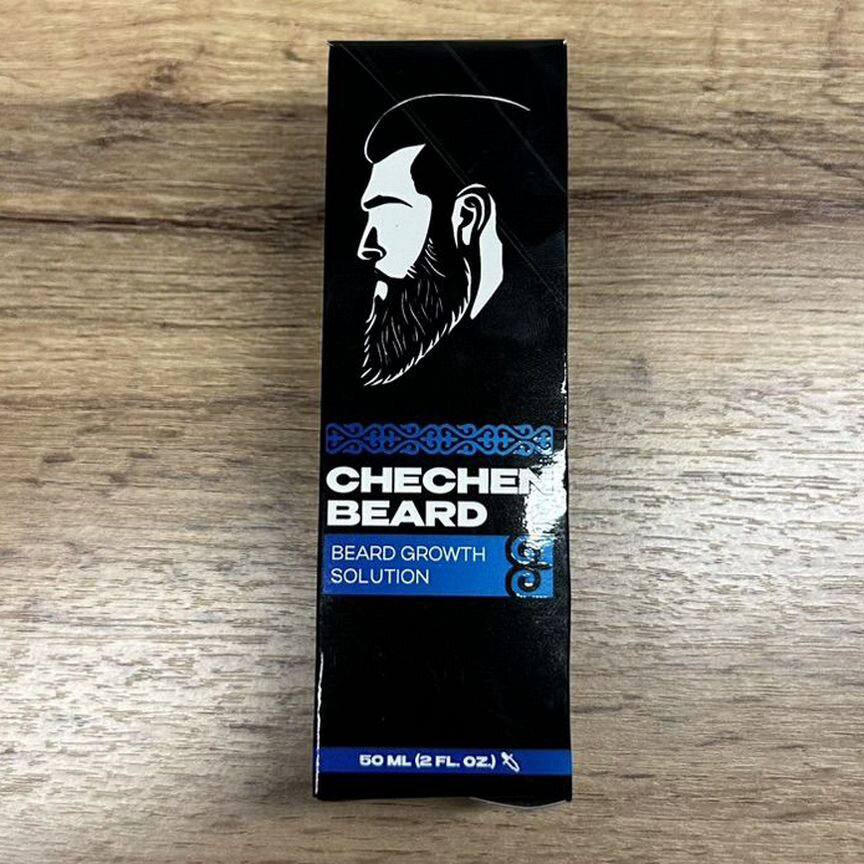 CHECHEN
BEARD
BEARD GROWTH
SOLUTION
50 ML (2 FL. OZ.)